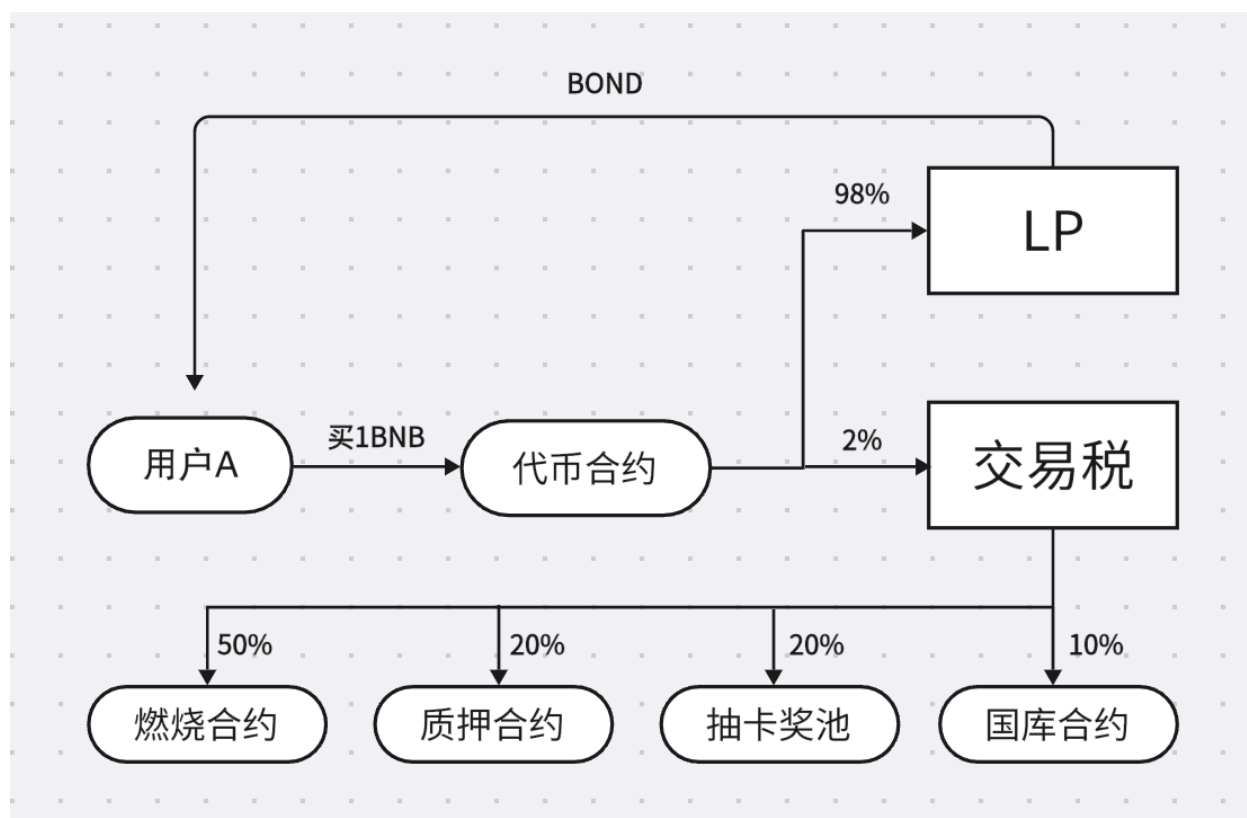 BOND
98%
LP
用户A
买1BNB
代币合约
2%
交易税
50%
20%
20%
10%
燃烧合约
质押合约
抽卡奖池
国库合约